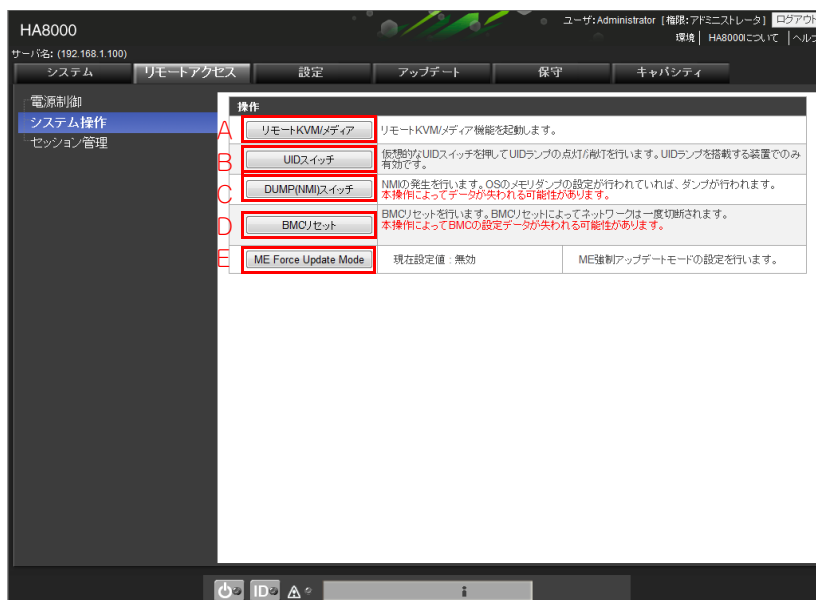 HA8000
ユーザ:Administrator [権限:アドミニストレータ] ログアウト
環境 HA8000について ヘルプ
サーバ名: (192.168.1.100)
システム リモートアクセス 設定 アップデート 保守 キャパシティ
電源制御
システム操作
セッション管理
操作
A リモートKVM/メディア リモートKVM/メディア機能を起動します。
B UIDスイッチ 仮想的なUIDスイッチを押してUIDランプの点灯/消灯を行います。UIDランプを搭載する装置でのみ
有効です。
C DUMP(NMI)スイッチ NMIの発生を行います。OSのメモリダンプの設定が行われていれば、ダンプが行われます。
本操作によってデータが失われる可能性があります。
D BMCリセット BMCリセットを行います。BMCリセットによってネットワークは一度切断されます。
本操作によってBMCの設定データが失われる可能性があります。
E ME Force Update Mode 現在設定値 : 無効 ME強制アップデートモードの設定を行います。
ID